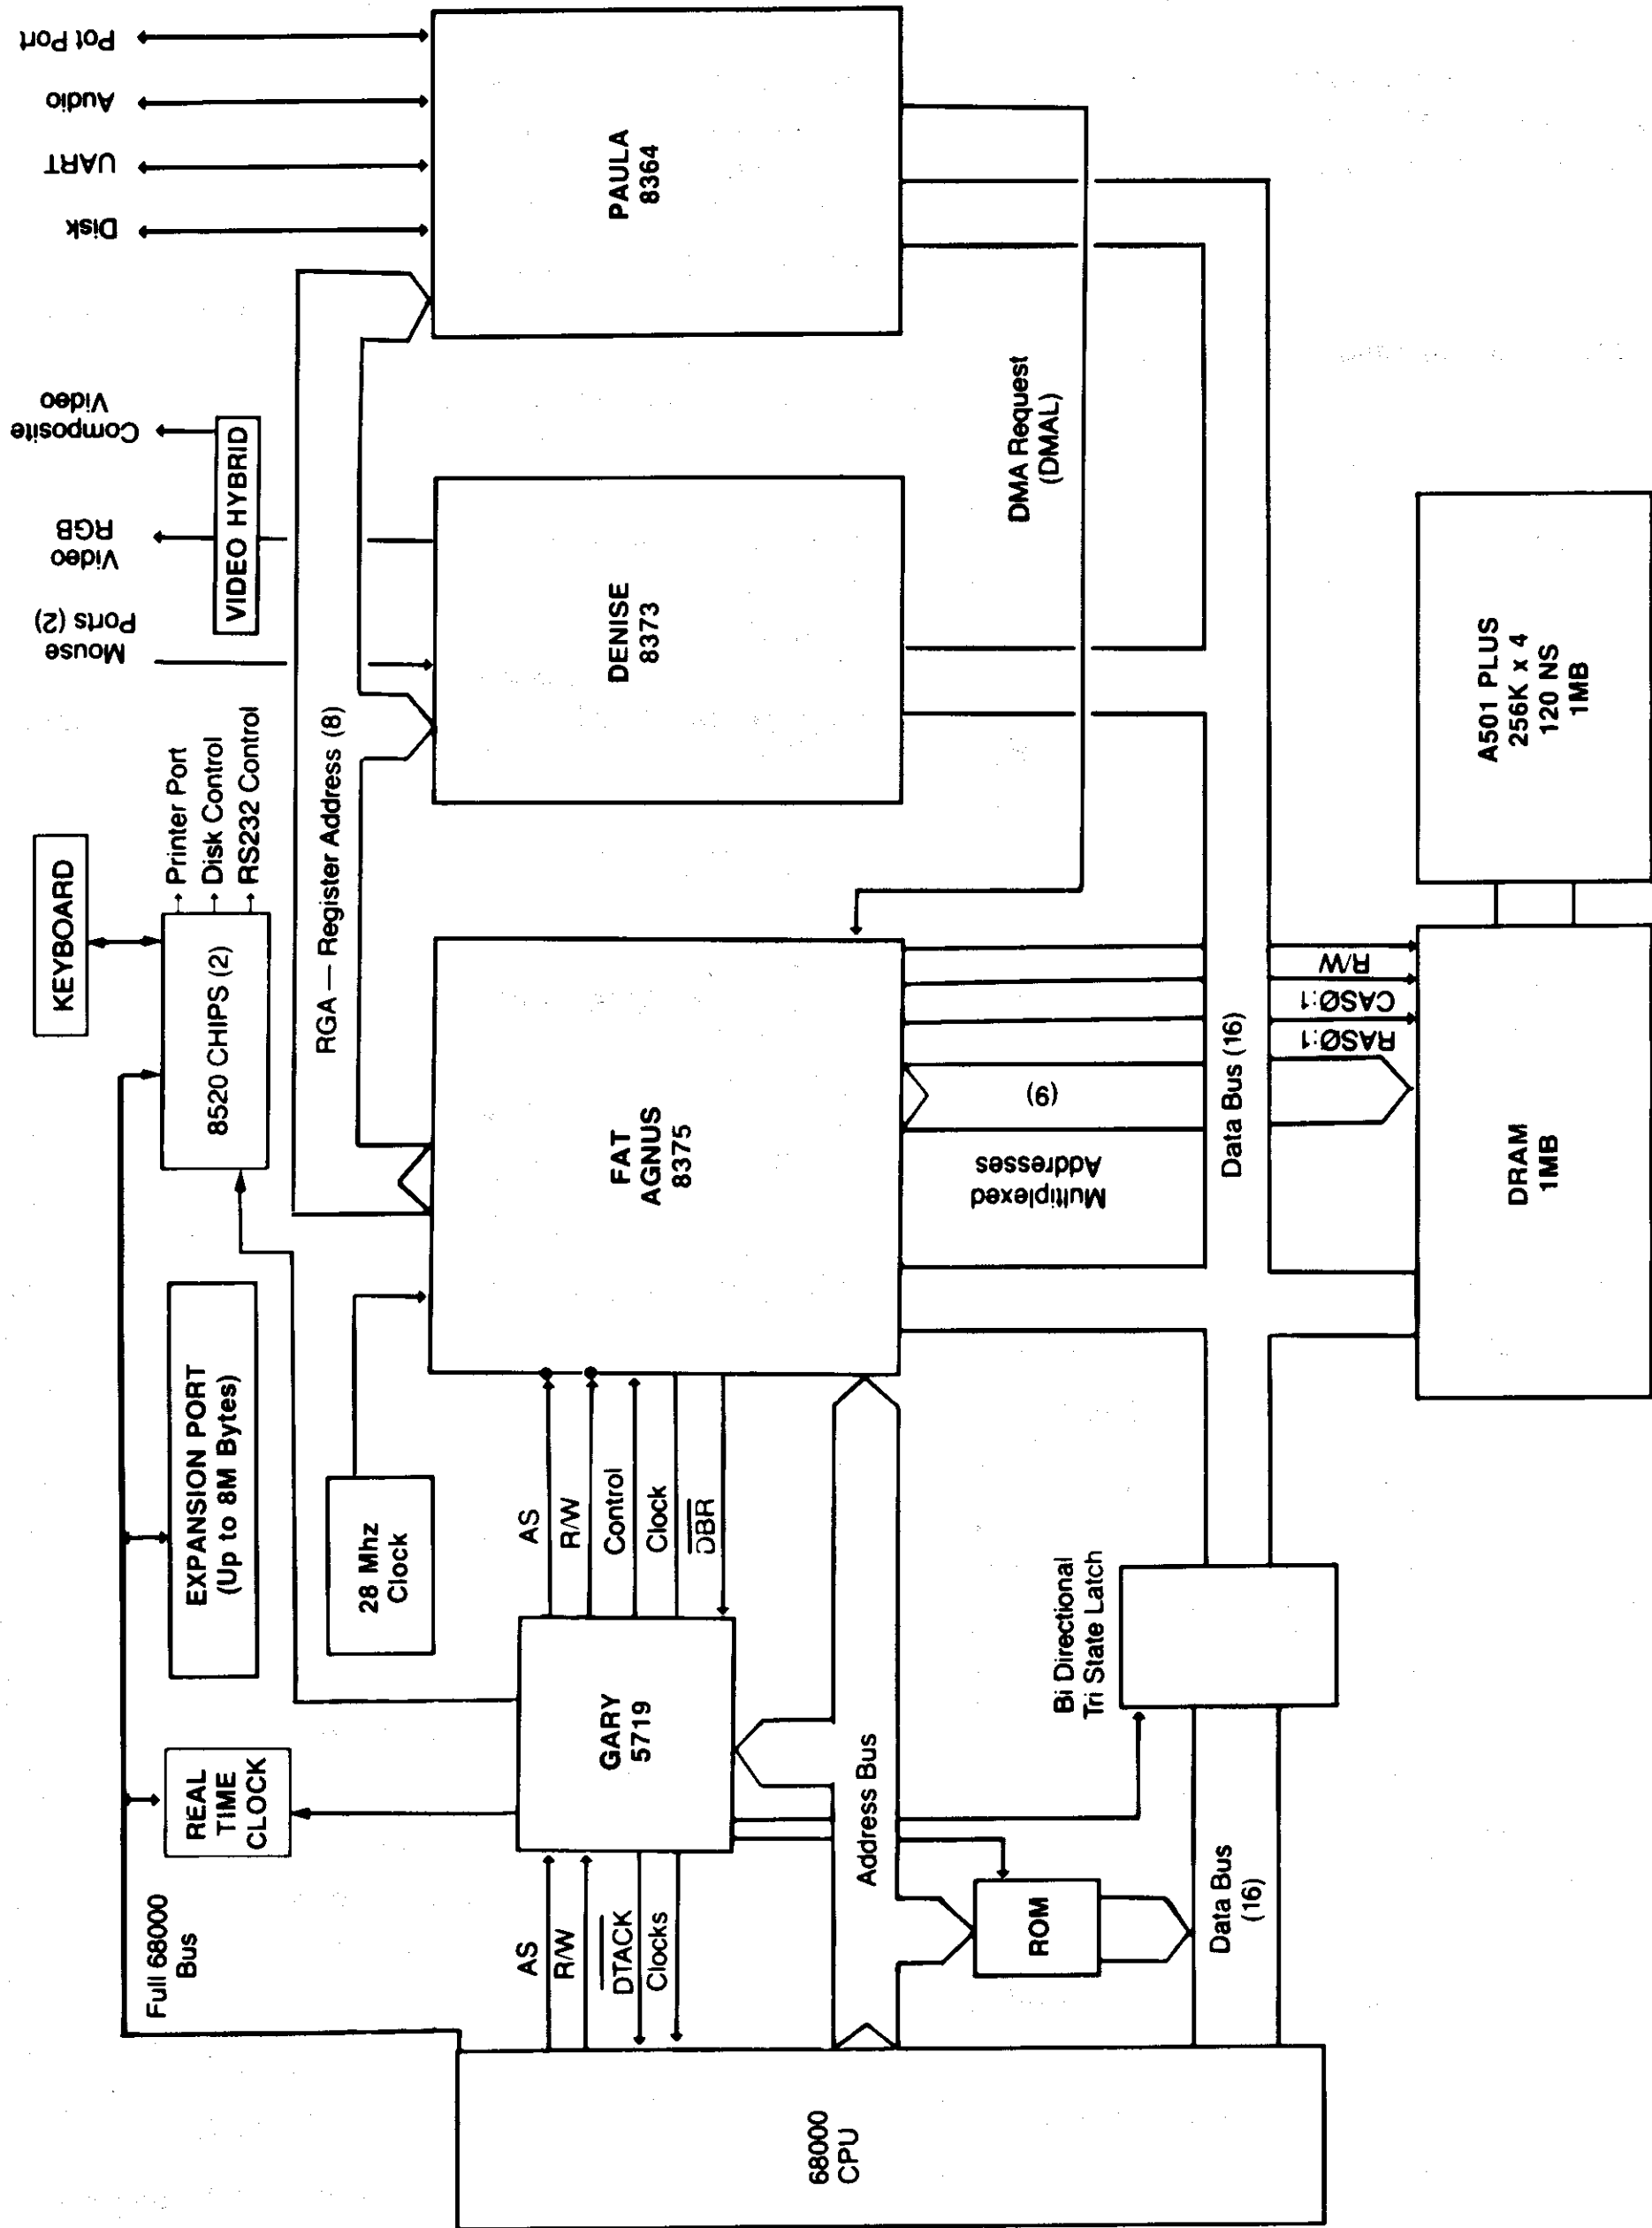 Full 68000
Bus
REAL
TIME
CLOCK
EXPANSION PORT
(Up to 8M Bytes)
KEYBOARD
8520 CHIPS (2)
Printer Port
Disk Control
RS232 Control
Mouse
Ports (2)
Video
RGB
Composite
Video
VIDEO HYBRID
Disk
UART
Audio
Pot Port
28 Mhz
Clock
RGA — Register Address (8)
68000
CPU
AS
R/W
DTACK
Clocks
GARY
5719
AS
R/W
Control
Clock
DBR
FAT
AGNUS
8375
DENISE
8373
PAULA
8364
DMA Request
(DMAL)
Address Bus
ROM
Data Bus
(16)
Bi Directional
Tri State Latch
Multiplexed
Addresses
(9)
Data Bus (16)
RASØ:1
CASØ:1
R/W
DRAM
1MB
A501 PLUS
256K x 4
120 NS
1MB